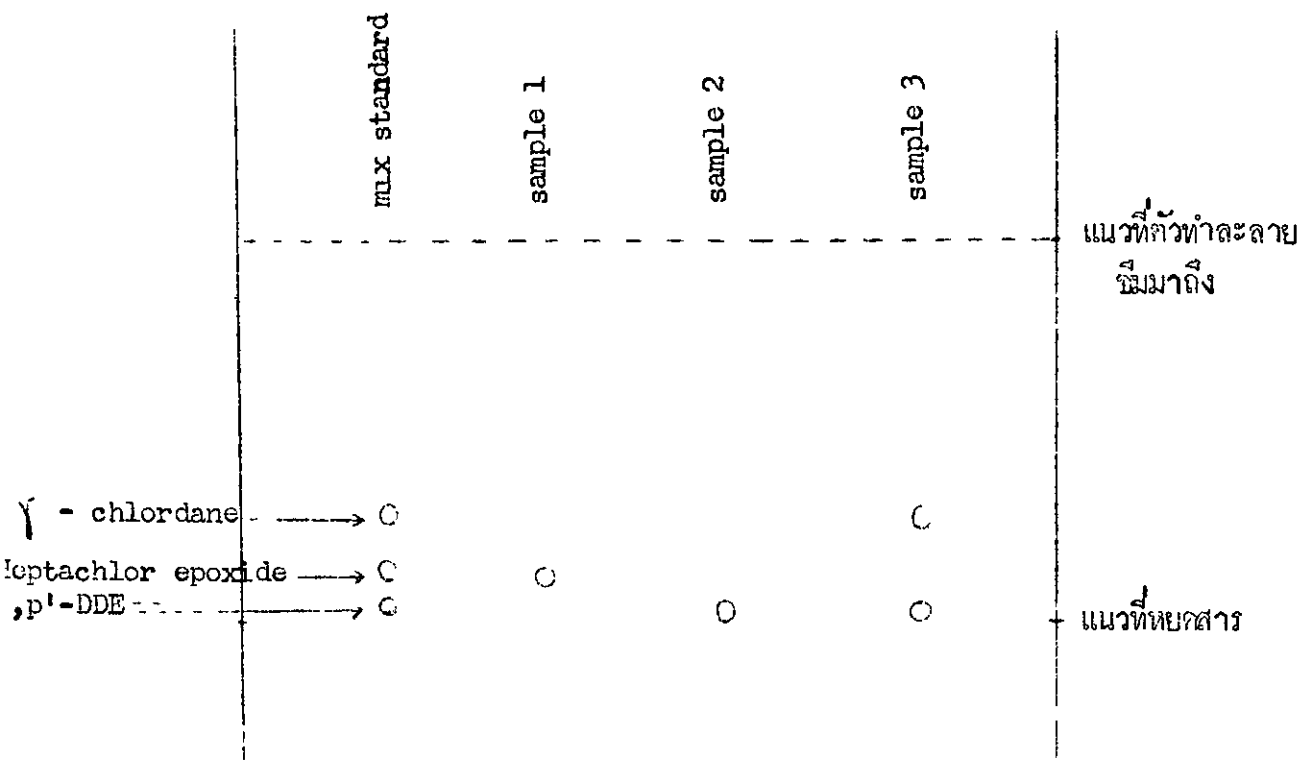 mix standard
sample 1
sample 2
sample 3
แนวที่ตัวทำละลาย
ซึมมาถึง
γ - chlordane
eptachlor epoxide
,p'-DDE
แนวที่หยดสาร